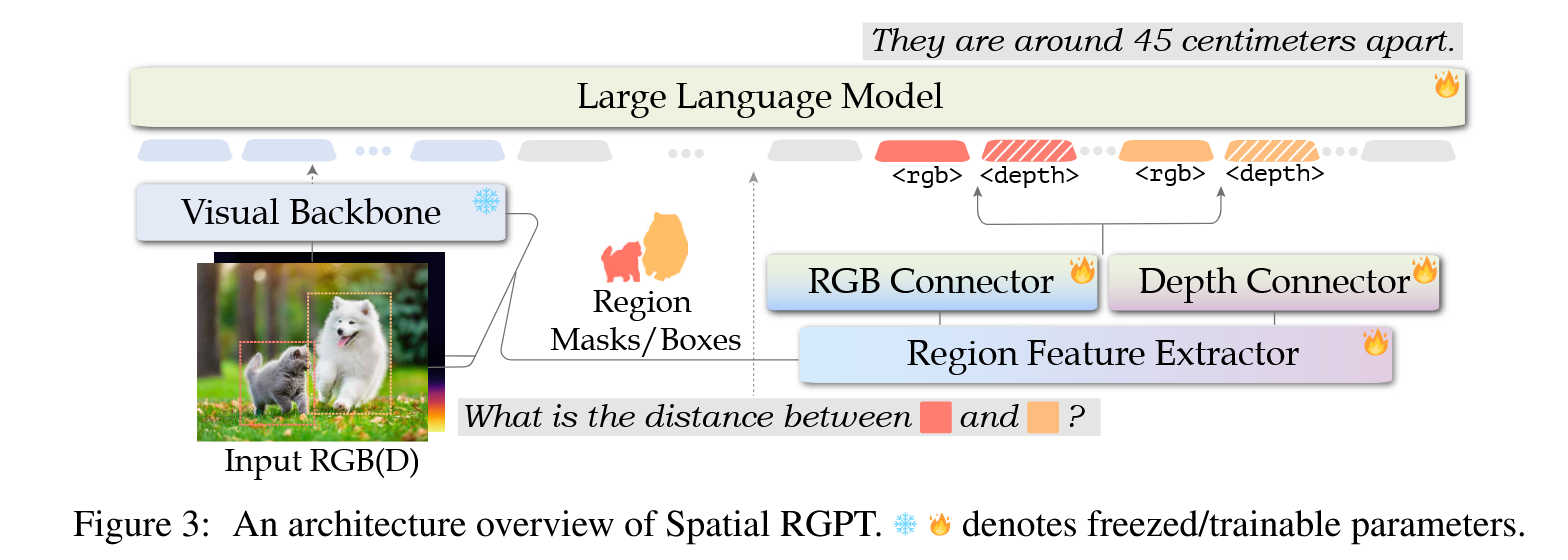 They are around 45 centimeters apart.
Large Language Model
<rgb> <depth> <rgb> <depth>
Visual Backbone
RGB Connector
Depth Connector
Region
Masks/Boxes
Region Feature Extractor
What is the distance between and ?
Input RGB(D)
Figure 3: An architecture overview of Spatial RGPT. denotes freezed/trainable parameters.